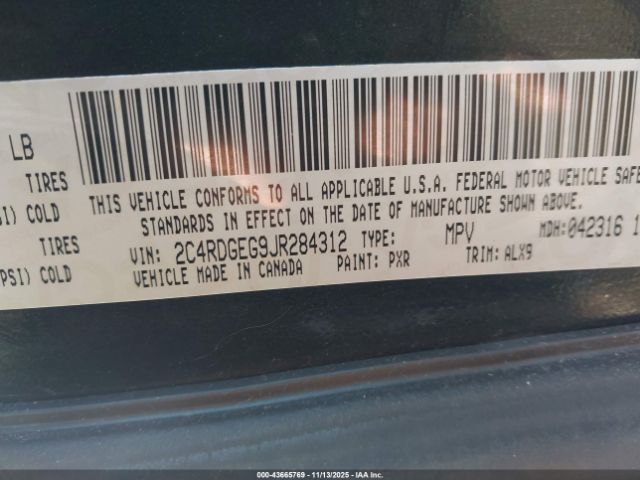 LB
TIRES
SI) COLD
TIRES
PSI) COLD
THIS VEHICLE CONFORMS TO ALL APPLICABLE U.S.A. FEDERAL MOTOR VEHICLE SAFE
STANDARDS IN EFFECT ON THE DATE OF MANUFACTURE SHOWN ABOVE.
VIN: 2C4RDGEG9JR284312 TYPE: MPV MDH:042316 1
VEHICLE MADE IN CANADA PAINT: PXR TRIM: ALX9
000-43665769 - 11/13/2025 - IAA Inc.